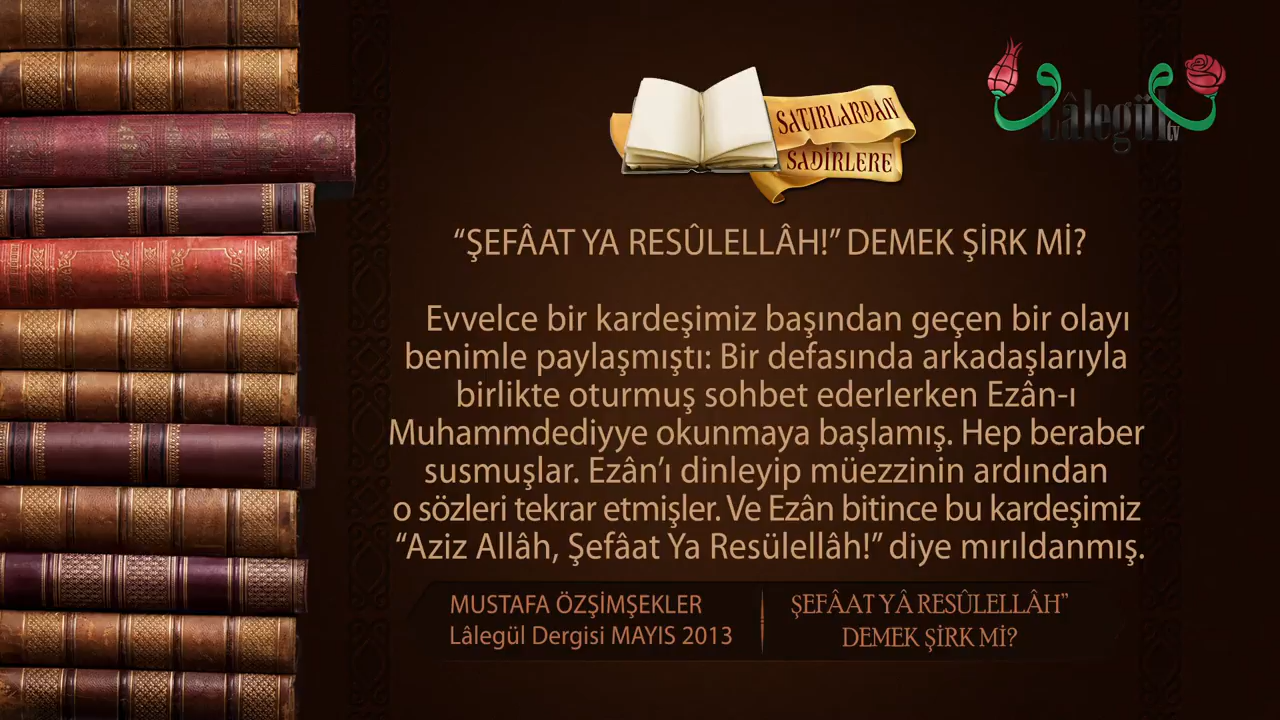 Lâlegül tv
SATIRLARDAN
SADİRLERE
“ŞEFÂAT YA RESÛLELLÂH!” DEMEK ŞİRK Mİ?
Evvelce bir kardeşimiz başından geçen bir olayı
benimle paylaşmıştı: Bir defasında arkadaşlarıyla
birlikte oturmuş sohbet ederlerken Ezân-ı
Muhammdediyye okunmaya başlamış. Hep beraber
susmuşlar. Ezân’ı dinleyip müezzinin ardından
o sözleri tekrar etmişler. Ve Ezân bitince bu kardeşimiz
“Aziz Allâh, Şefâat Ya Resülellâh!” diye mırıldanmış.
MUSTAFA ÖZŞİMŞEKLER
Lâlegül Dergisi MAYIS 2013
ŞEFÂAT YÂ RESÛLELLÂH”
DEMEK ŞİRK Mİ?